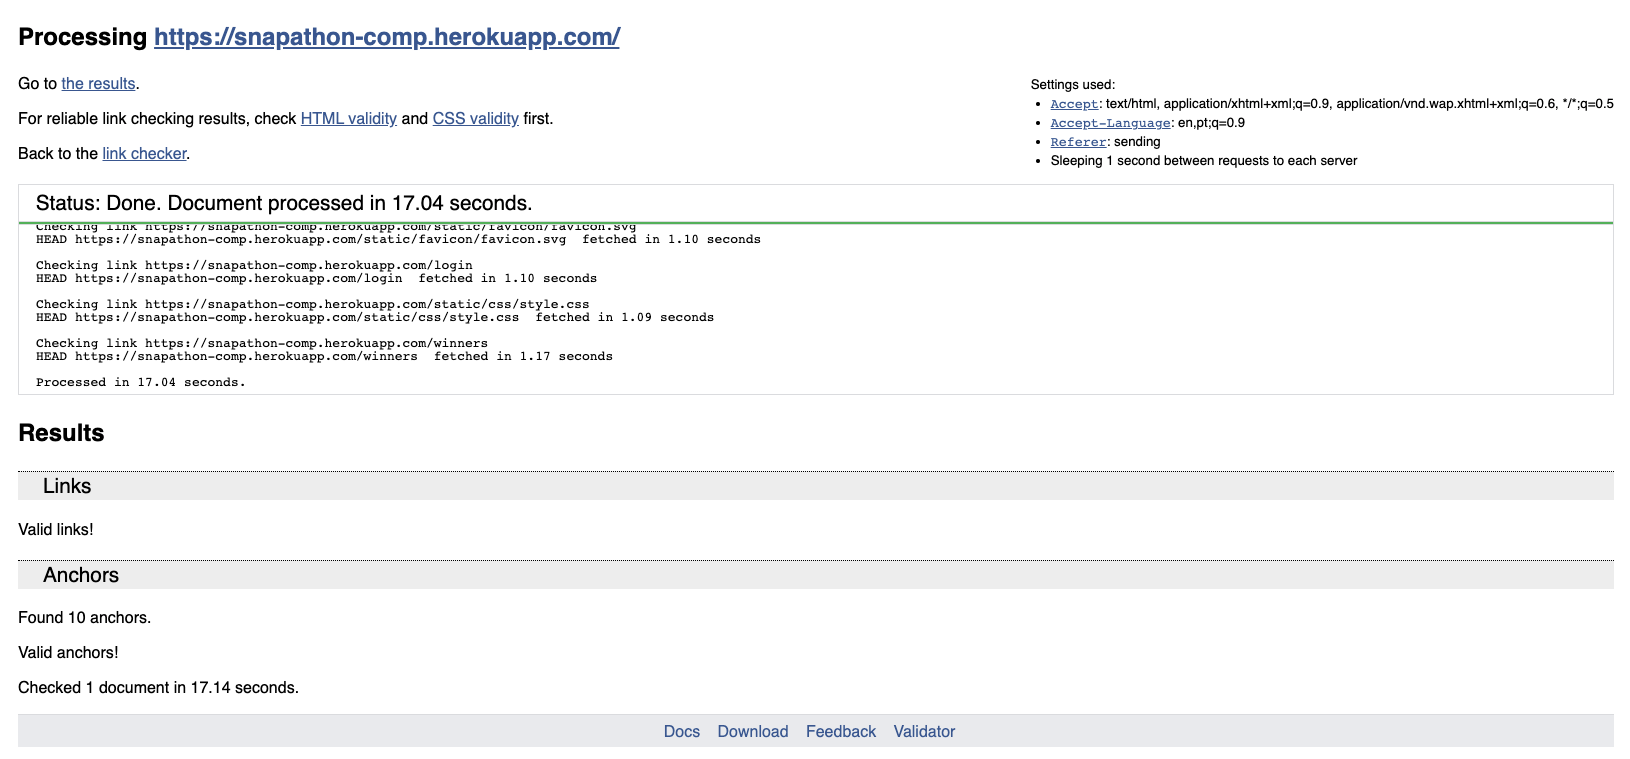 Processing https://snapathon-comp.herokuapp.com/
Go to the results.
For reliable link checking results, check HTML validity and CSS validity first.
Back to the link checker.
Settings used:
• Accept: text/html, application/xhtml+xml;q=0.9, application/vnd.wap.xhtml+xml;q=0.6, */*;q=0.5
• Accept-Language: en,pt;q=0.9
• Referer: sending
• Sleeping 1 second between requests to each server
Status: Done. Document processed in 17.04 seconds.
Checking link https://snapathon-comp.herokuapp.com/static/favicon/favicon.svg
HEAD https://snapathon-comp.herokuapp.com/static/favicon/favicon.svg  fetched in 1.10 seconds
Checking link https://snapathon-comp.herokuapp.com/login
HEAD https://snapathon-comp.herokuapp.com/login  fetched in 1.10 seconds
Checking link https://snapathon-comp.herokuapp.com/static/css/style.css
HEAD https://snapathon-comp.herokuapp.com/static/css/style.css  fetched in 1.09 seconds
Checking link https://snapathon-comp.herokuapp.com/winners
HEAD https://snapathon-comp.herokuapp.com/winners  fetched in 1.17 seconds
Processed in 17.04 seconds.
Results
Links
Valid links!
Anchors
Found 10 anchors.
Valid anchors!
Checked 1 document in 17.14 seconds.
Docs Download Feedback Validator